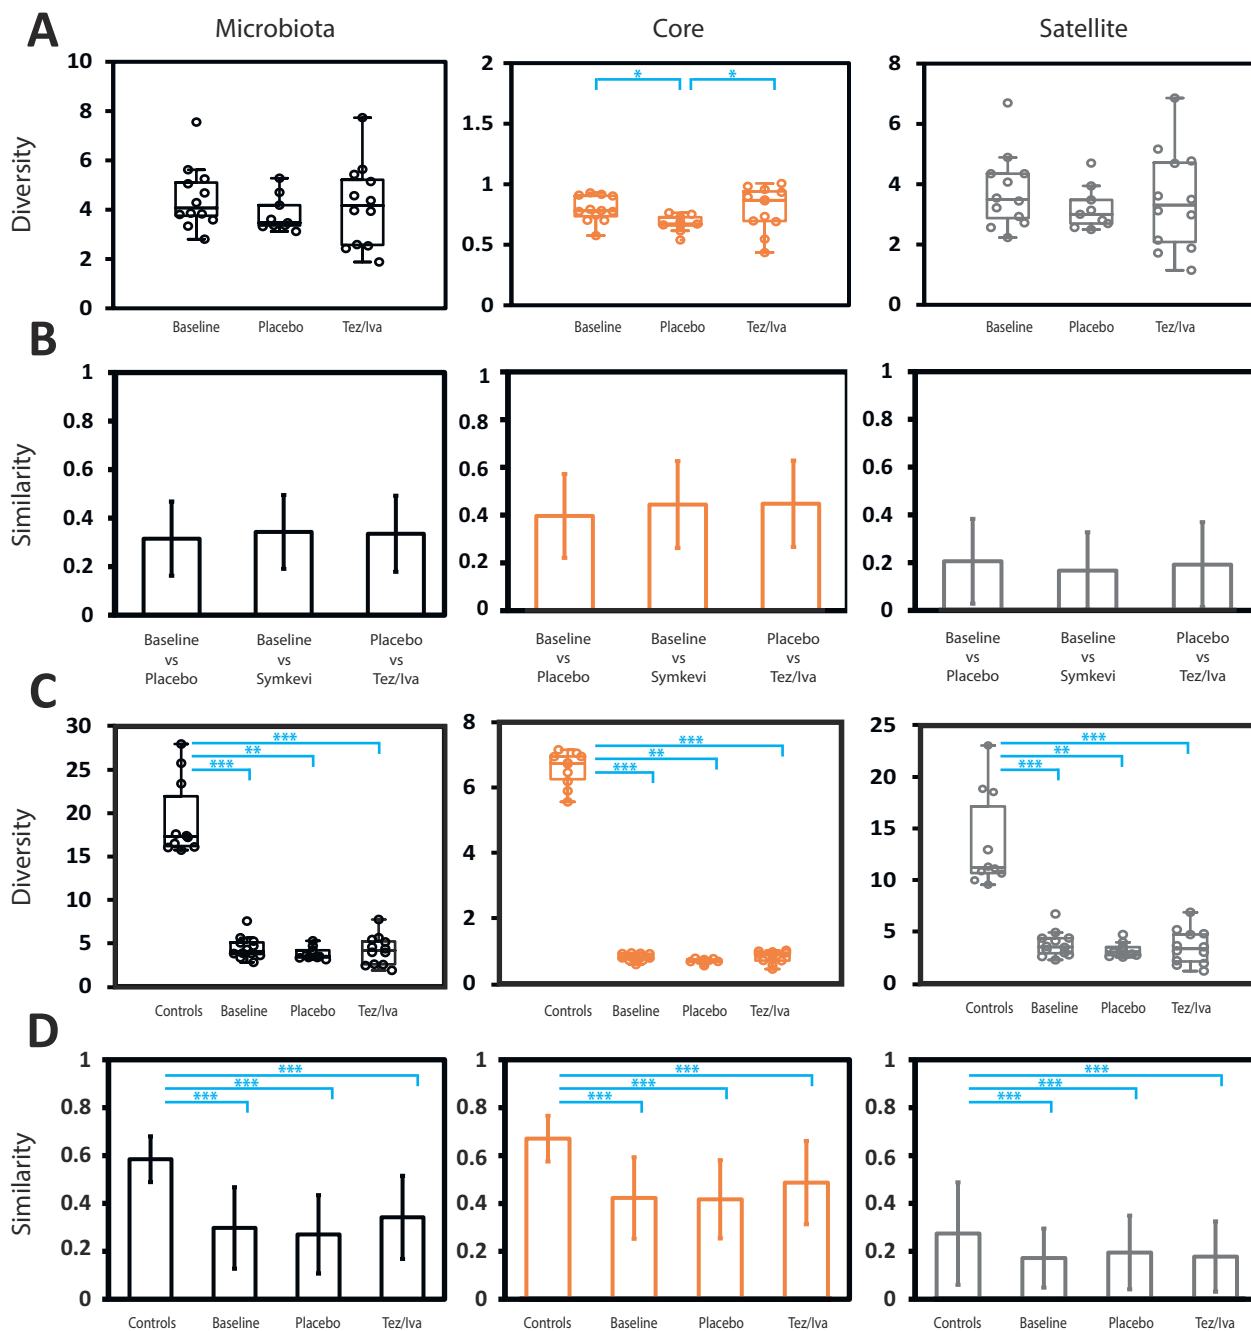 A
Microbiota
Core
Satellite
Diversity
10
8
6
4
2
0
Baseline
Placebo
Tez/Iva
2
1.5
1
0.5
0
*
*
Baseline
Placebo
Tez/Iva
8
6
4
2
0
Baseline
Placebo
Tez/Iva
B
Similarity
1
0.8
0.6
0.4
0.2
0
Baseline
vs
Placebo
Baseline
vs
Symkevi
Placebo
vs
Tez/Iva
1
0.8
0.6
0.4
0.2
0
Baseline
vs
Placebo
Baseline
vs
Symkevi
Placebo
vs
Tez/Iva
1
0.8
0.6
0.4
0.2
0
Baseline
vs
Placebo
Baseline
vs
Symkevi
Placebo
vs
Tez/Iva
C
Diversity
30
25
20
15
10
5
0
***
**
***
Controls
Baseline
Placebo
Tez/Iva
8
6
4
2
0
***
**
***
Controls
Baseline
Placebo
Tez/Iva
25
20
15
10
5
0
***
**
***
Controls
Baseline
Placebo
Tez/Iva
D
Similarity
1
0.8
0.6
0.4
0.2
0
***
***
***
Controls
Baseline
Placebo
Tez/Iva
1
0.8
0.6
0.4
0.2
0
***
***
***
Controls
Baseline
Placebo
Tez/Iva
1
0.8
0.6
0.4
0.2
0
***
***
***
Controls
Baseline
Placebo
Tez/Iva